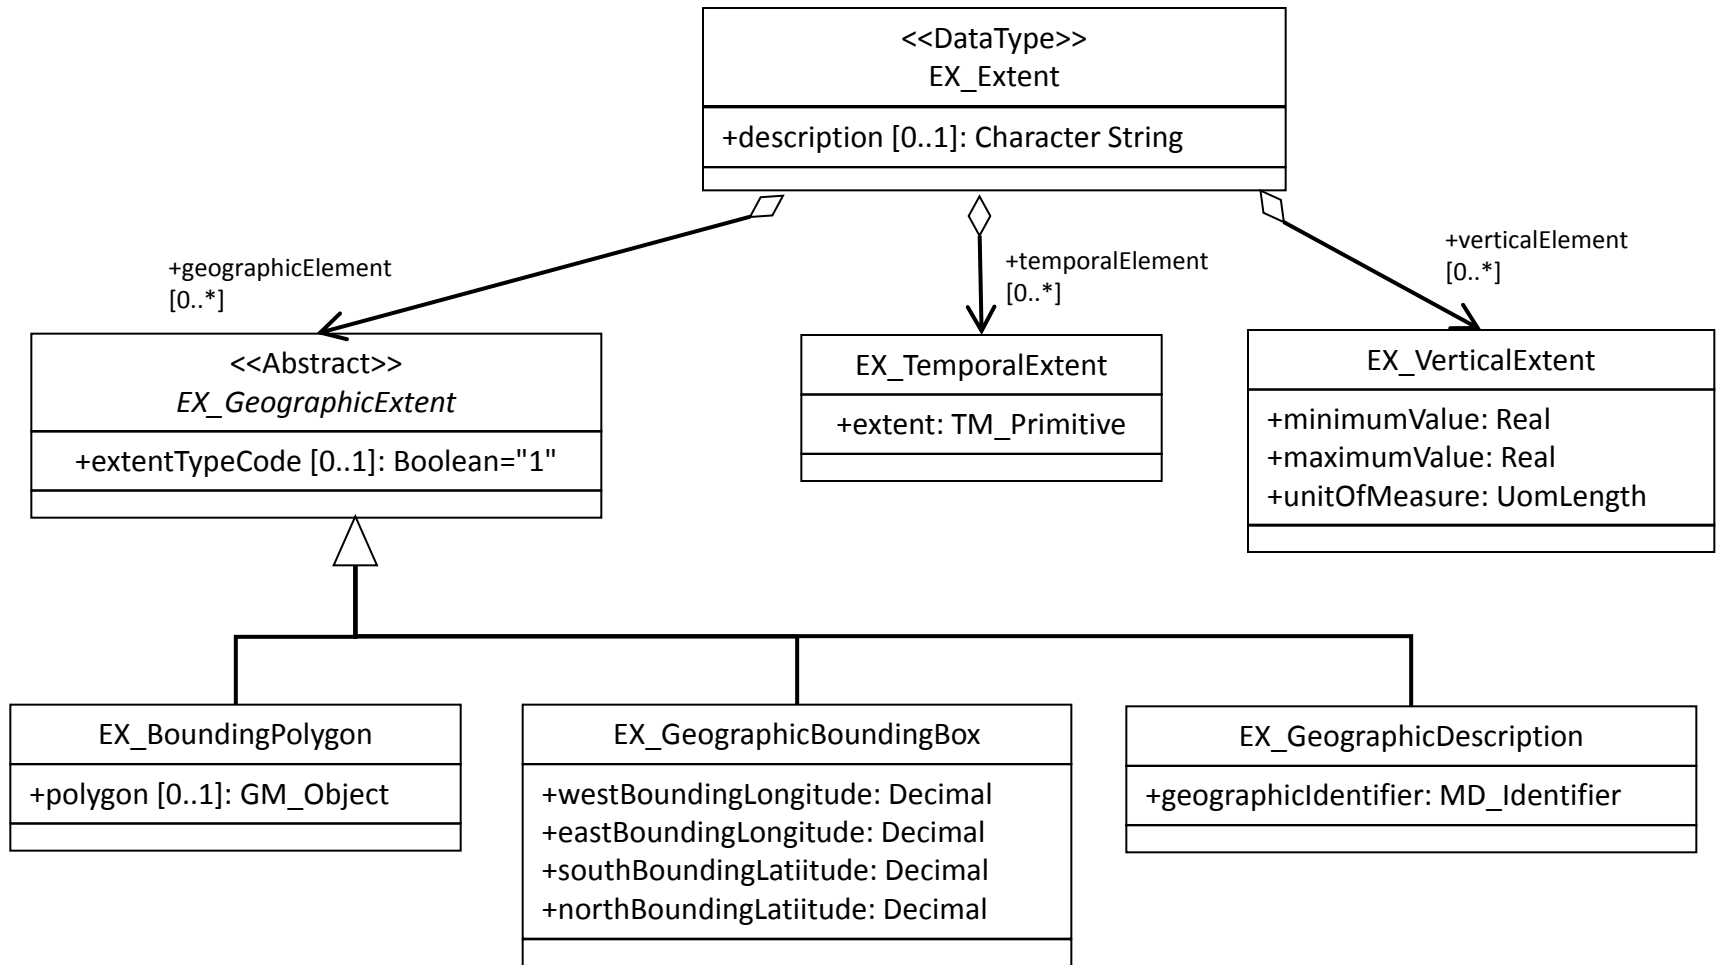 <<DataType>>
EX_Extent
+description [0..1]: Character String
+geographicElement
[0..*]
+temporalElement
[0..*]
+verticalElement
[0..*]
<<Abstract>>
EX_GeographicExtent
+extentTypeCode [0..1]: Boolean="1"
EX_TemporalExtent
+extent: TM_Primitive
EX_VerticalExtent
+minimumValue: Real
+maximumValue: Real
+unitOfMeasure: UomLength
EX_BoundingPolygon
+polygon [0..1]: GM_Object
EX_GeographicBoundingBox
+westBoundingLongitude: Decimal
+eastBoundingLongitude: Decimal
+southBoundingLatiitude: Decimal
+northBoundingLatiitude: Decimal
EX_GeographicDescription
+geographicIdentifier: MD_Identifier